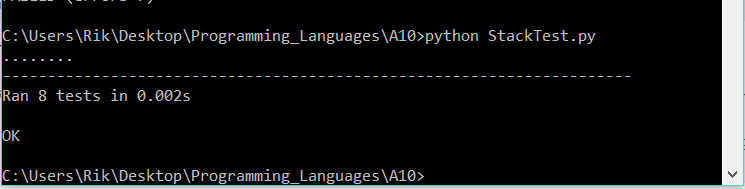 C:\Users\Rik\Desktop\Programming_Languages\A10>python StackTest.py
........
----------------------------------------------------------------------
Ran 8 tests in 0.002s
OK
C:\Users\Rik\Desktop\Programming_Languages\A10>